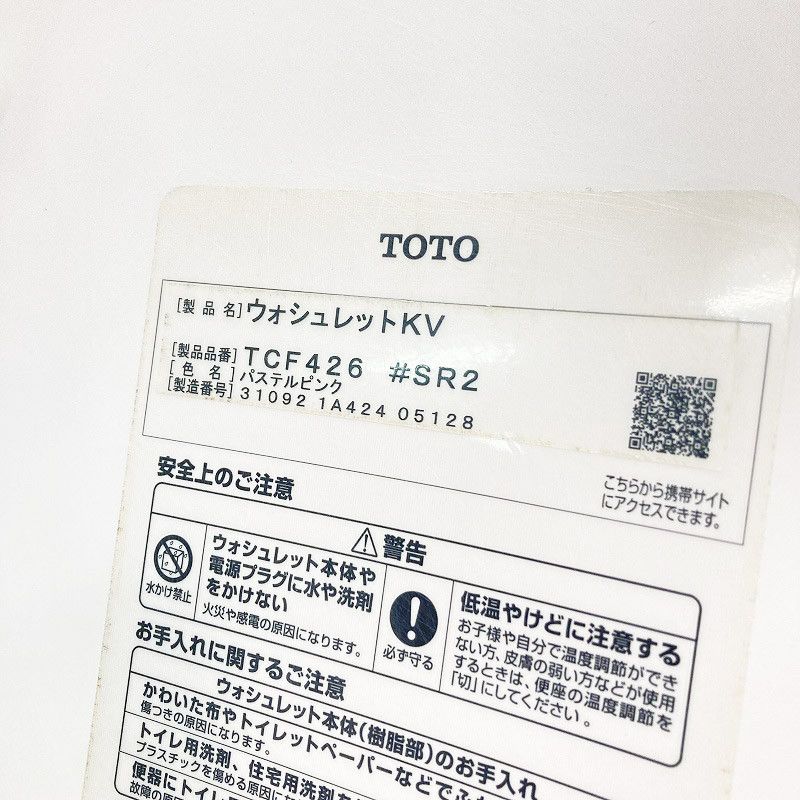 TOTO
[製品名]ウォシュレットKV
[製品品番]TCF426 #SR2
[色名]パステルピンク
[製造番号]31092 1A424 05128
こちらから携帯サイト
にアクセスできます。
安全上のご注意
警告
水かけ禁止
ウォシュレット本体や
電源プラグに水や洗剤
をかけない
火災や感電の原因になります。
必ず守る
低温やけどに注意する
お子様や自分で温度調節ができ
ない方、皮膚の弱い方などが使用
するときは、便座の温度調節を
「切」にしてください。
お手入れに関するご注意
ウォシュレット本体(樹脂部)のお手入れ
かわいた布やトイレットペーパーなどでふ
傷つきの原因になります。
トイレ用洗剤、住宅用洗剤
プラスチックを傷める原因に
便器にトイレ
故障の原